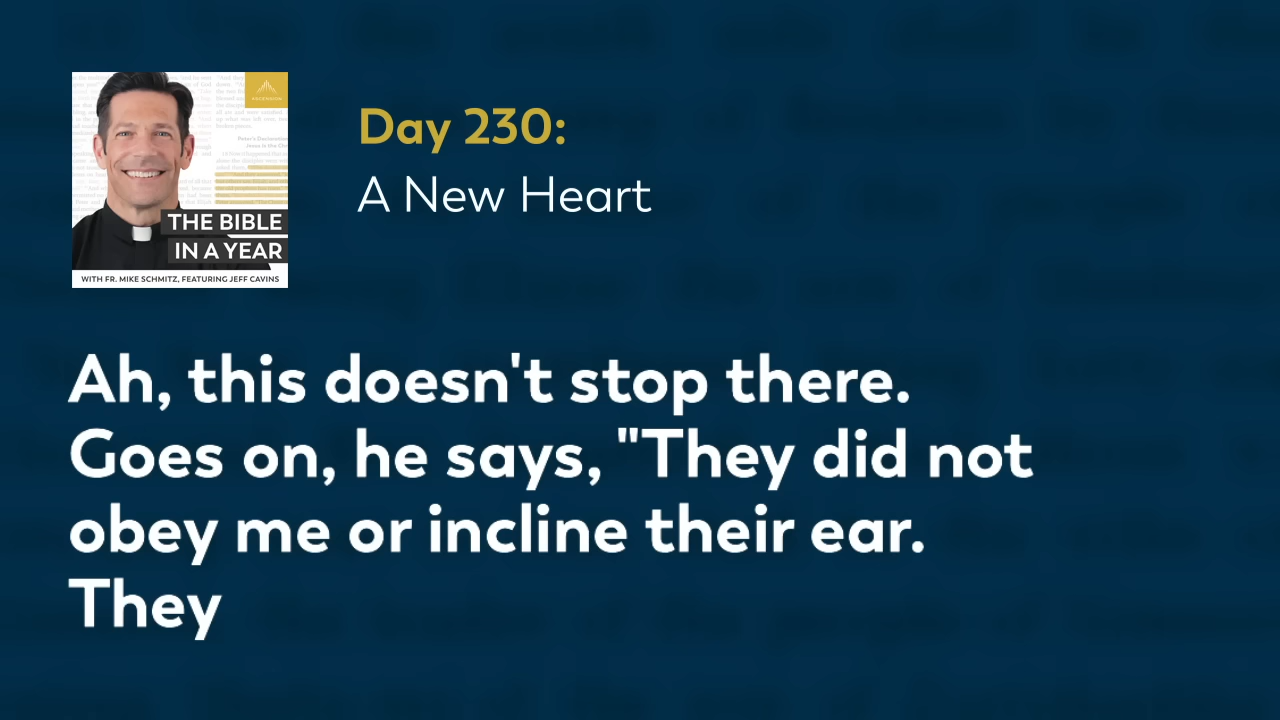 Day 230:
A New Heart
ASCENSION
THE BIBLE
IN A YEAR
WITH FR. MIKE SCHMITZ, FEATURING JEFF CAVINS
Ah, this doesn't stop there.
Goes on, he says, "They did not
obey me or incline their ear.
They